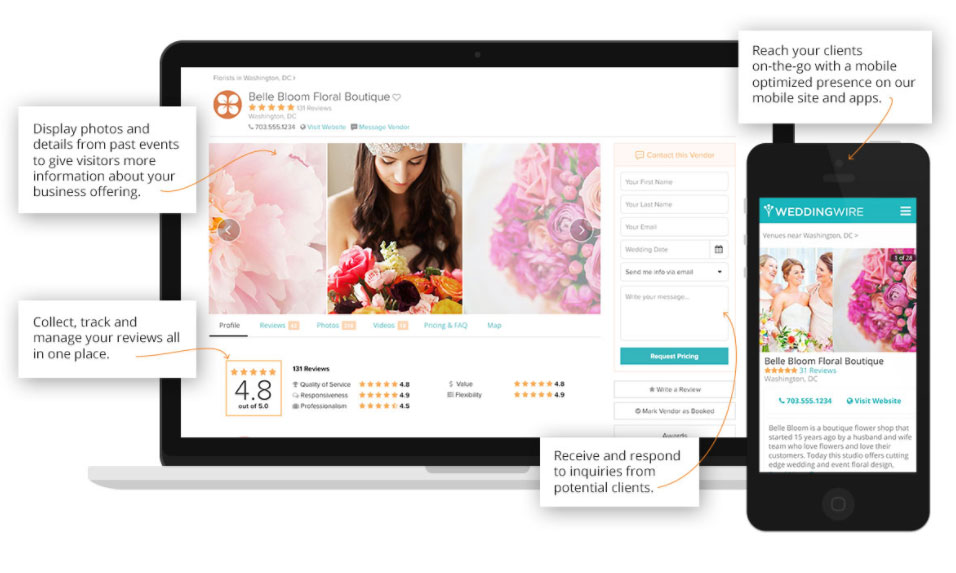 Reach your clients
on-the-go with a mobile
optimized presence on our
mobile site and apps.
Display photos and
details from past events
to give visitors more
information about your
business offering.
Collect, track and
manage your reviews all
in one place.
Receive and respond
to inquiries from
potential clients.
Florists in Washington, DC >
Belle Bloom Floral Boutique
131 Reviews
Washington, DC
703.555.1234 Visit Website Message Vendor
Contact this Vendor
Your First Name
Your Last Name
Your Email
Wedding Date
Send me info via email
Write your message...
Request Pricing
Write a Review
Mark Vendor as Booked
Awards
Profile Reviews Photos Videos Pricing & FAQ Map
4.8
out of 5.0
131 Reviews
Quality of Service 4.8
Responsiveness 4.9
Professionalism 4.5
Value 4.8
Flexibility 4.9
WEDDINGWIRE
Venues near Washington, DC >
1 of 28
Belle Bloom Floral Boutique
31 Reviews
Washington, DC
703.555.1234 Visit Website
Belle Bloom is a boutique flower shop that
started 15 years ago by a husband and wife
team who love flowers and love their
customers. Today this studio offers cutting
edge wedding and event floral design,